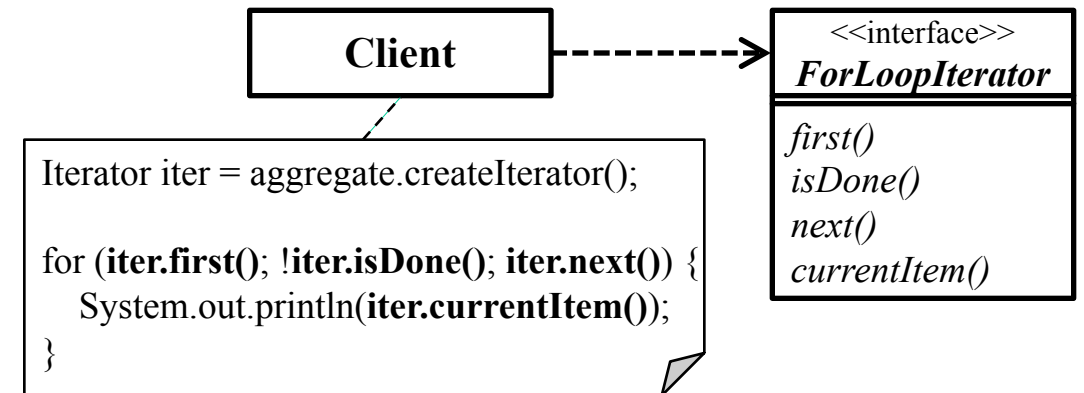 Client
<<interface>>
ForLoopIterator
first()
isDone()
next()
currentItem()
Iterator iter = aggregate.createIterator();
for (iter.first(); !iter.isDone(); iter.next()) {
System.out.println(iter.currentItem());
}